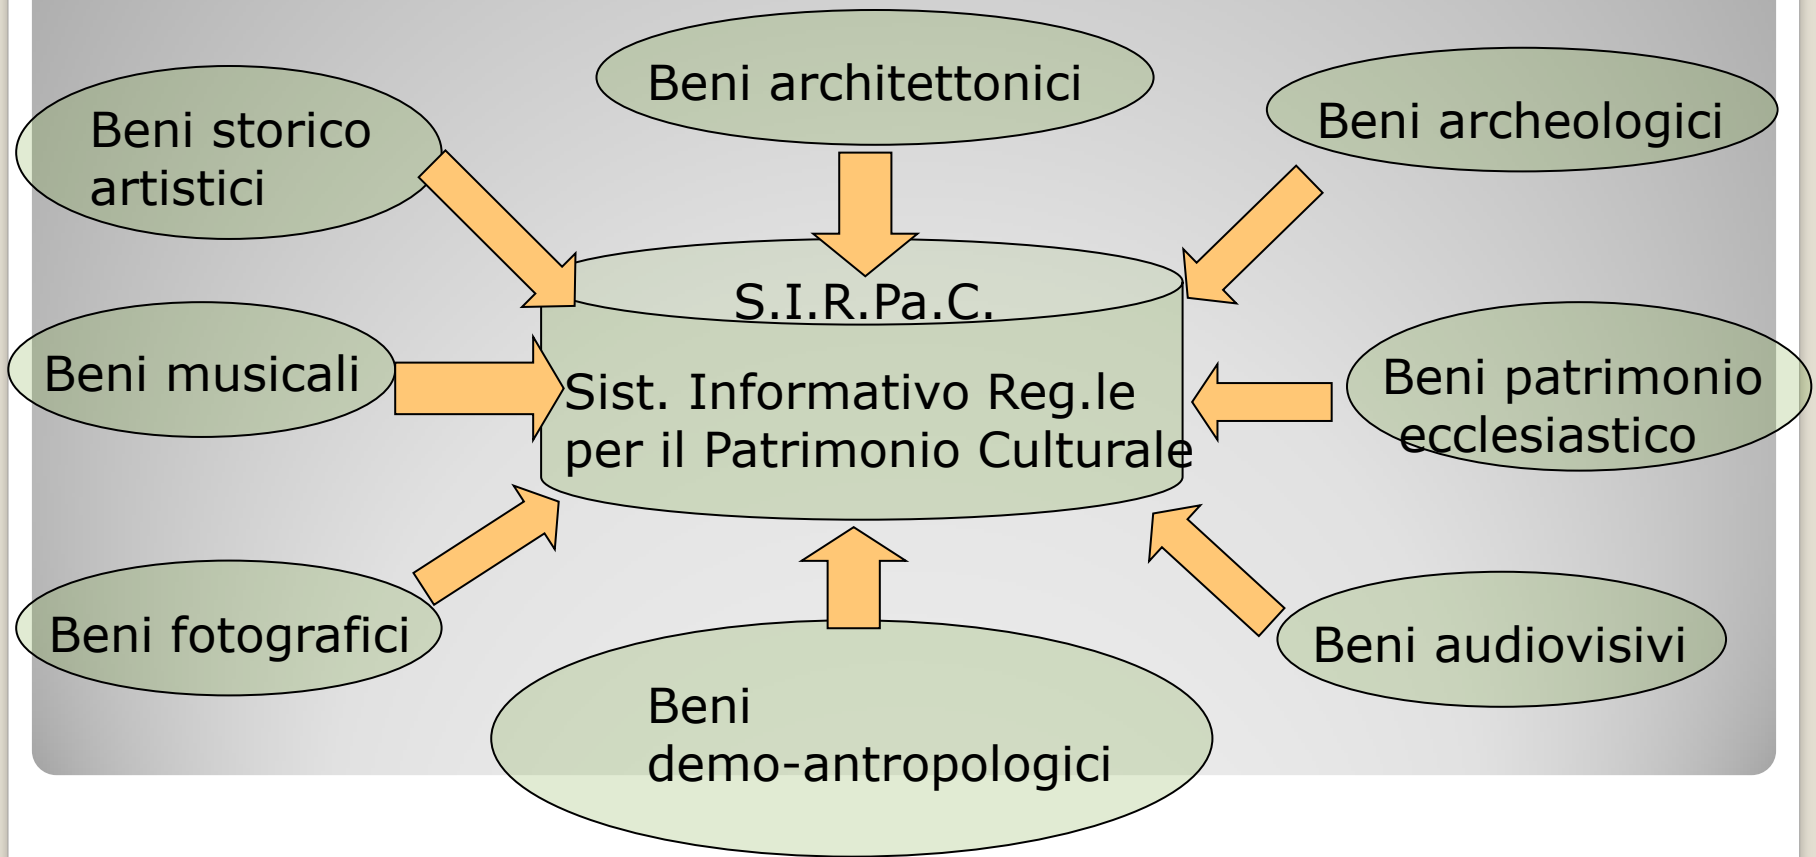 Beni architettonici
Beni storico
artistici
Beni archeologici
S.I.R.Pa.C.
Beni musicali
Sist. Informativo Reg.le
per il Patrimonio Culturale
Beni patrimonio
ecclesiastico
Beni fotografici
Beni audiovisivi
Beni
demo-antropologici